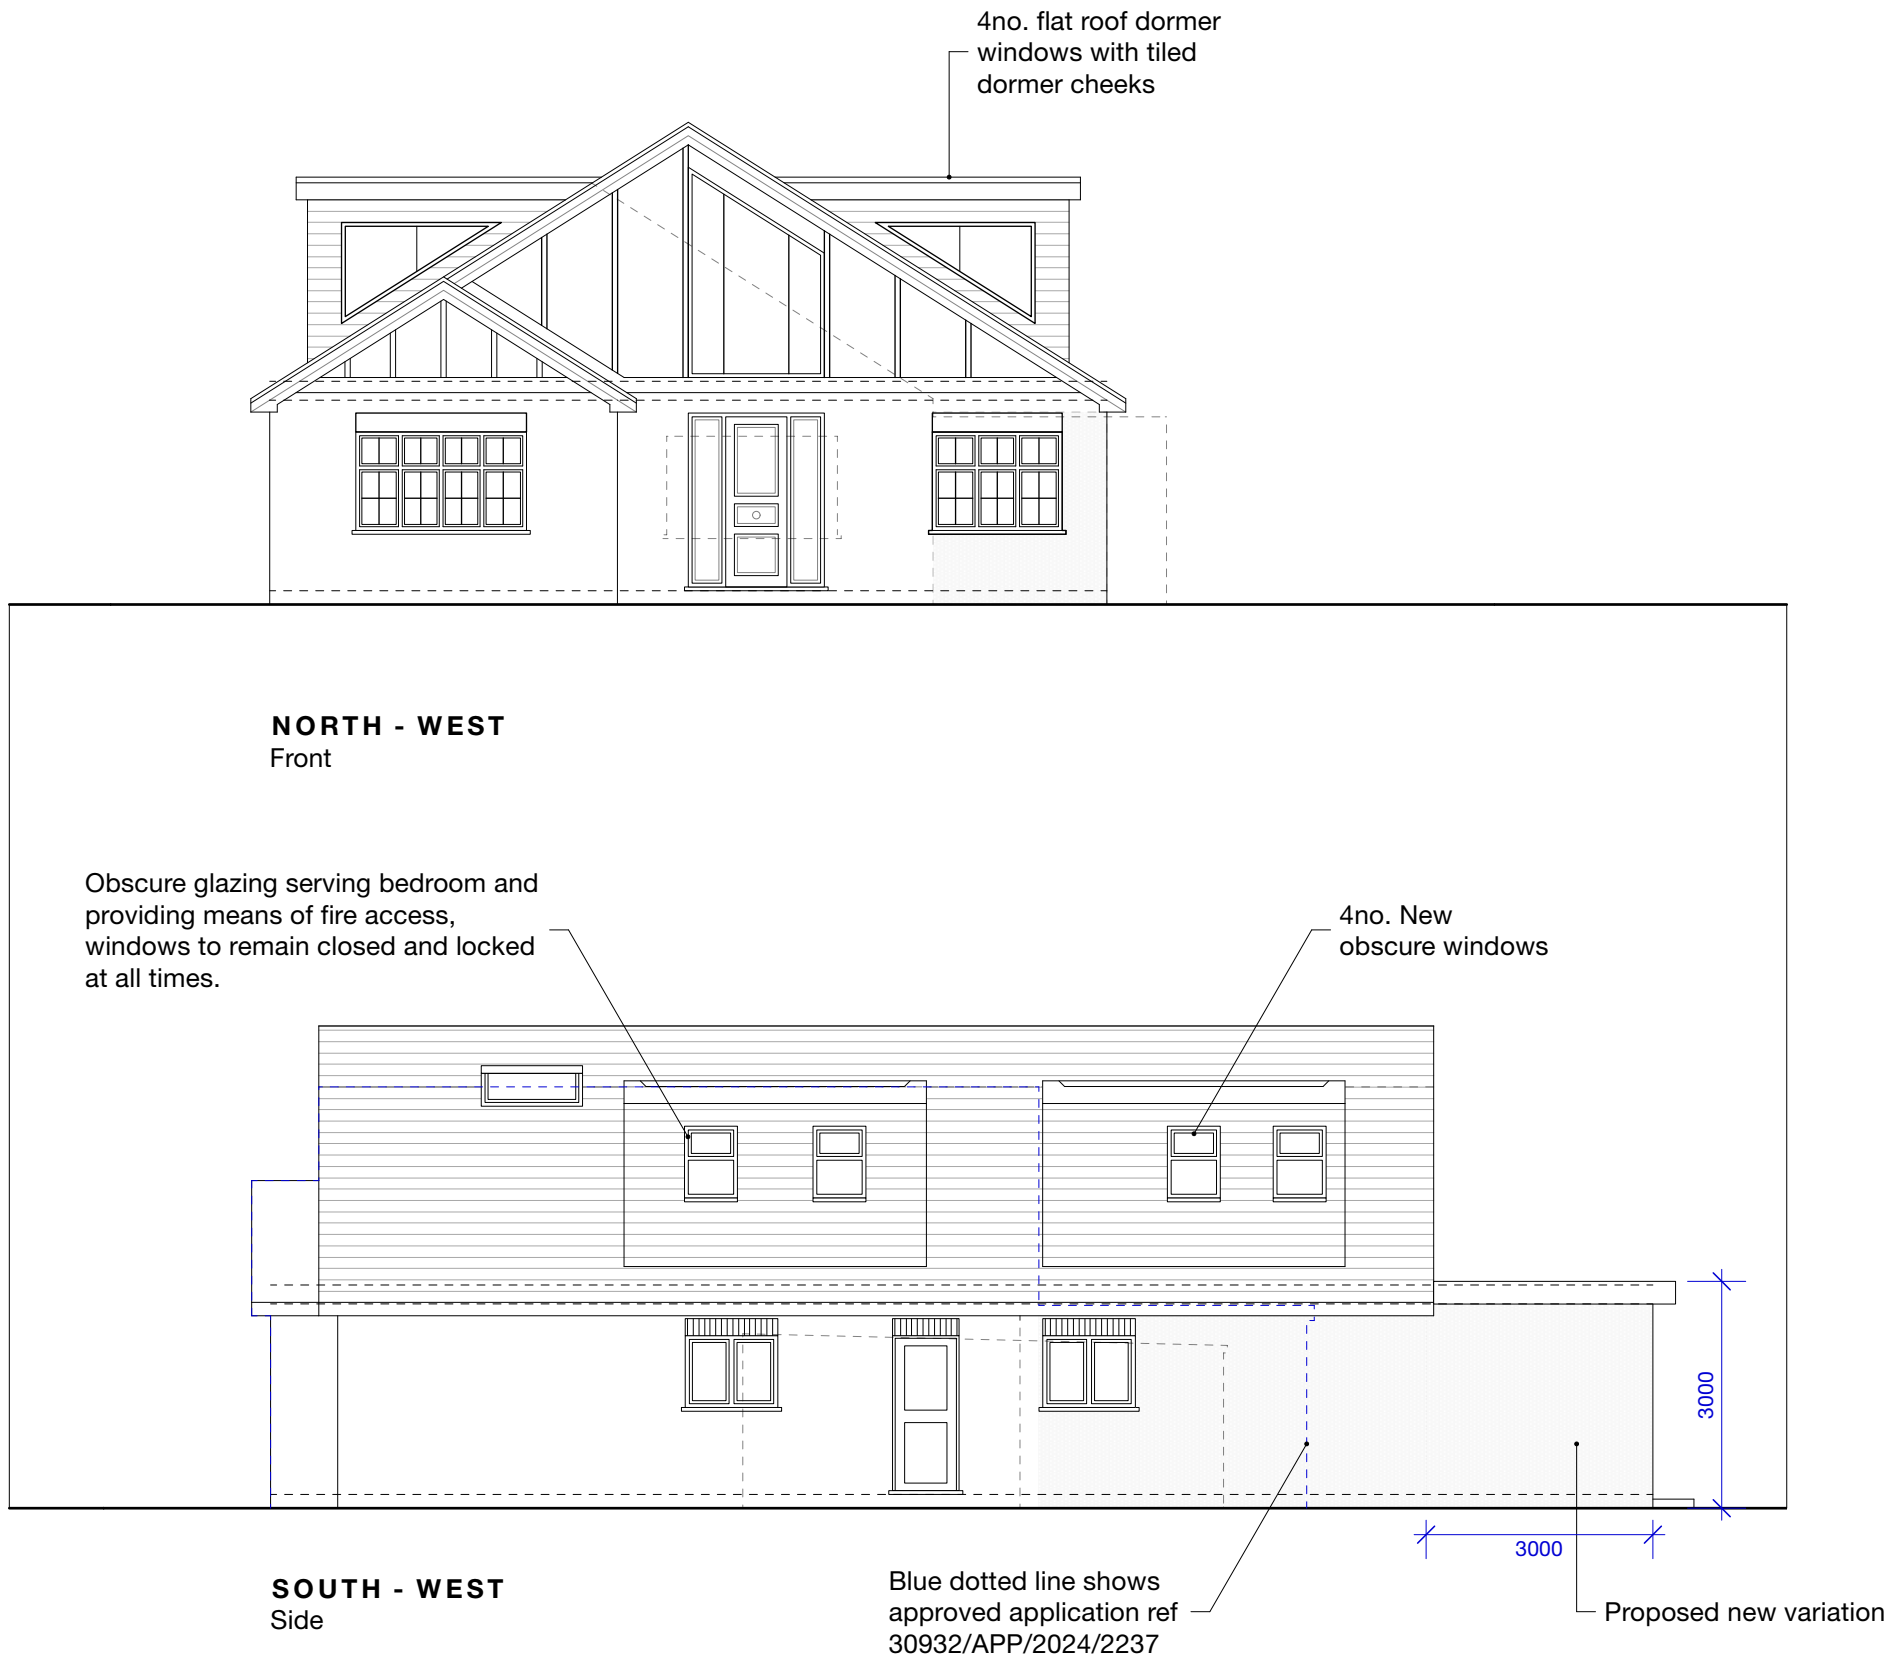 4no. flat roof dormer
windows with tiled
dormer cheeks
NORTH - WEST
Front
Obscure glazing serving bedroom and
providing means of fire access,
windows to remain closed and locked
at all times.
4no. New
obscure windows
3000
3000
SOUTH - WEST
Side
Blue dotted line shows
approved application ref
30932/APP/2024/2237
Proposed new variation